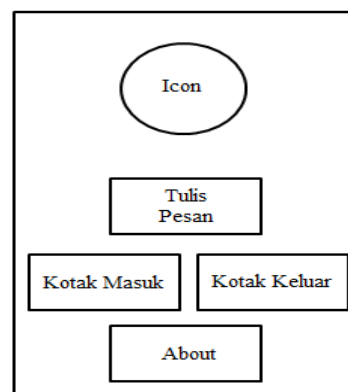 Icon
Tulis
Pesan
Kotak Masuk
Kotak Keluar
About